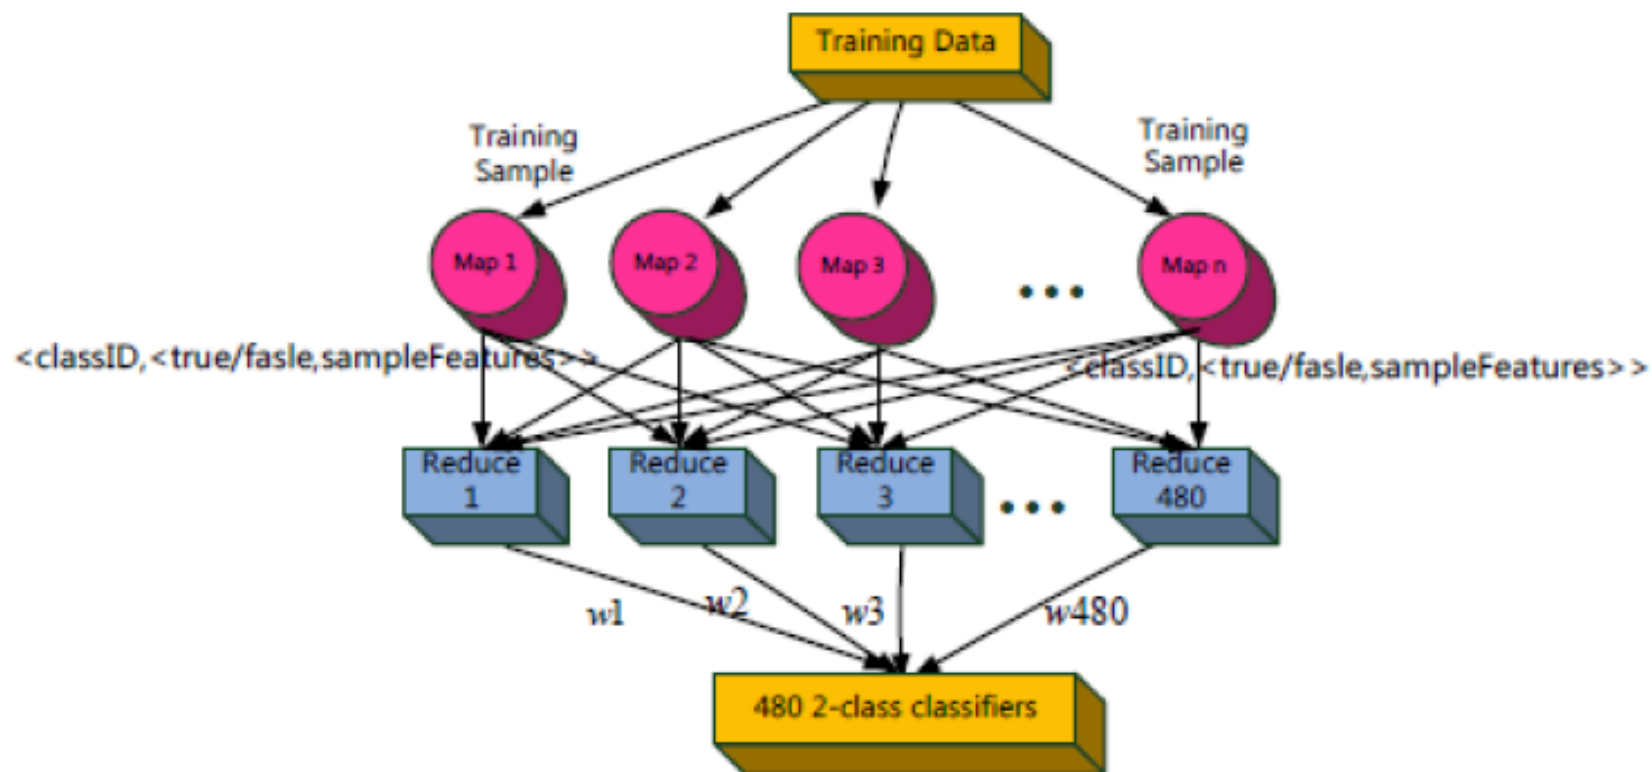 Training Data
Training
Sample
Training
Sample
Map 1
Map 2
Map 3
•••
Map n
<classID,<true/fasle,sampleFeatures>>
<classID,<true/fasle,sampleFeatures>>
Reduce
1
Reduce
2
Reduce
3
•••
Reduce
480
w1
w2
w3
w480
480 2-class classifiers